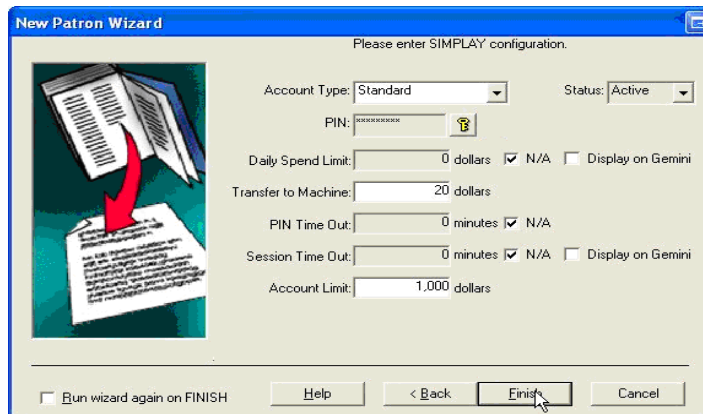 New Patron Wizard
Please enter SIMPLAY configuration.
Account Type: Standard Status: Active
PIN: *********
Daily Spend Limit: 0 dollars N/A Display on Gemini
Transfer to Machine: 20 dollars
PIN Time Out: 0 minutes N/A
Session Time Out: 0 minutes N/A Display on Gemini
Account Limit: 1,000 dollars
Run wizard again on FINISH Help < Back Finish Cancel